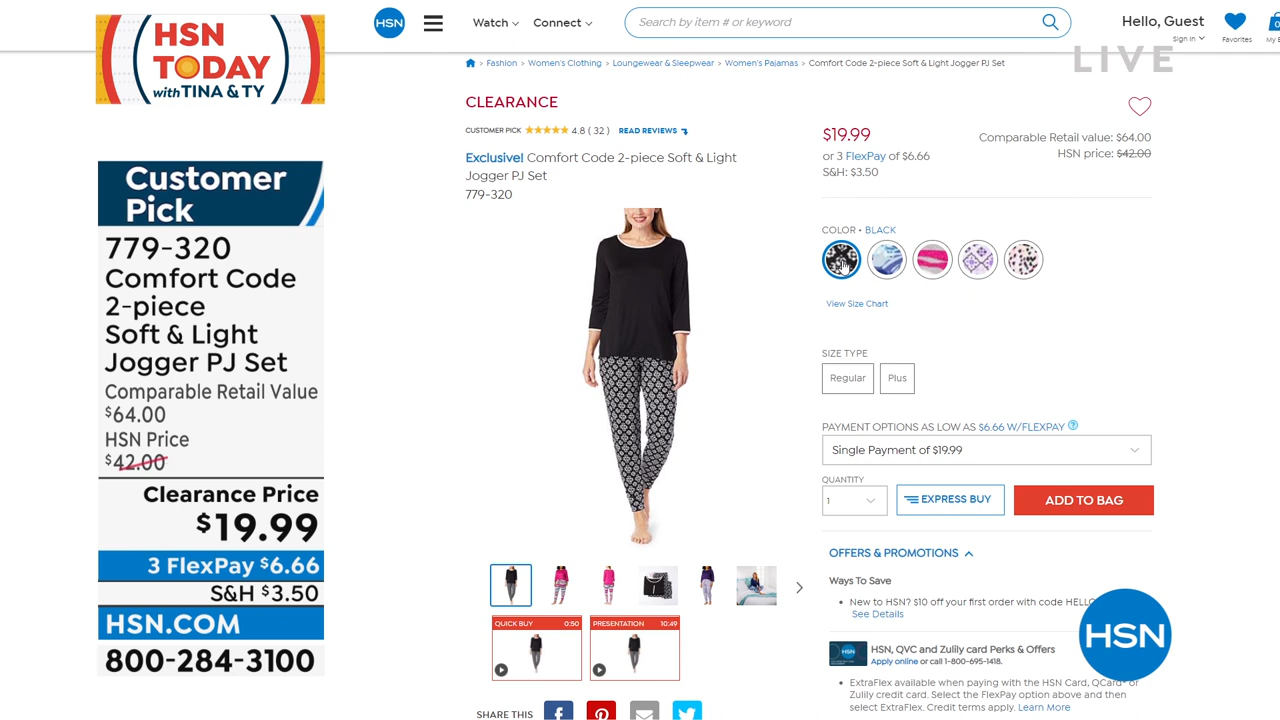 HSN
TODAY
with TINA & TY
Customer
Pick
779-320
Comfort Code
2-piece
Soft & Light
Jogger PJ Set
Comparable Retail Value
$64.00
HSN Price
$42.00
Clearance Price
$19.99
3 FlexPay $6.66
S&H $3.50
HSN.COM
800-284-3100
HSN
Watch
Connect
Search by item # or keyword
Hello, Guest
Sign In
Favorites
0
LIVE
> Fashion > Women's Clothing > Loungewear & Sleepwear > Women's Pajamas > Comfort Code 2-piece Soft & Light Jogger PJ Set
CLEARANCE
CUSTOMER PICK 4.8 ( 32 ) READ REVIEWS
Exclusive! Comfort Code 2-piece Soft & Light
Jogger PJ Set
779-320
QUICK BUY 0:50
PRESENTATION 10:49
SHARE THIS
$19.99
or 3 FlexPay of $6.66
S&H: $3.50
Comparable Retail value: $64.00
HSN price: $42.00
COLOR • BLACK
View Size Chart
SIZE TYPE
Regular
Plus
PAYMENT OPTIONS AS LOW AS $6.66 W/FLEXPAY ?
Single Payment of $19.99
QUANTITY
1
EXPRESS BUY
ADD TO BAG
OFFERS & PROMOTIONS
Ways To Save
• New to HSN? $10 off your first order with code HELLO
See Details
HSN, QVC and Zulily card Perks & Offers
Apply online or call 1-800-695-1418.
• ExtraFlex available when paying with the HSN Card, QCard® or
Zulily credit card. Select the FlexPay option above and then
select ExtraFlex. Credit terms apply. Learn More
HSN